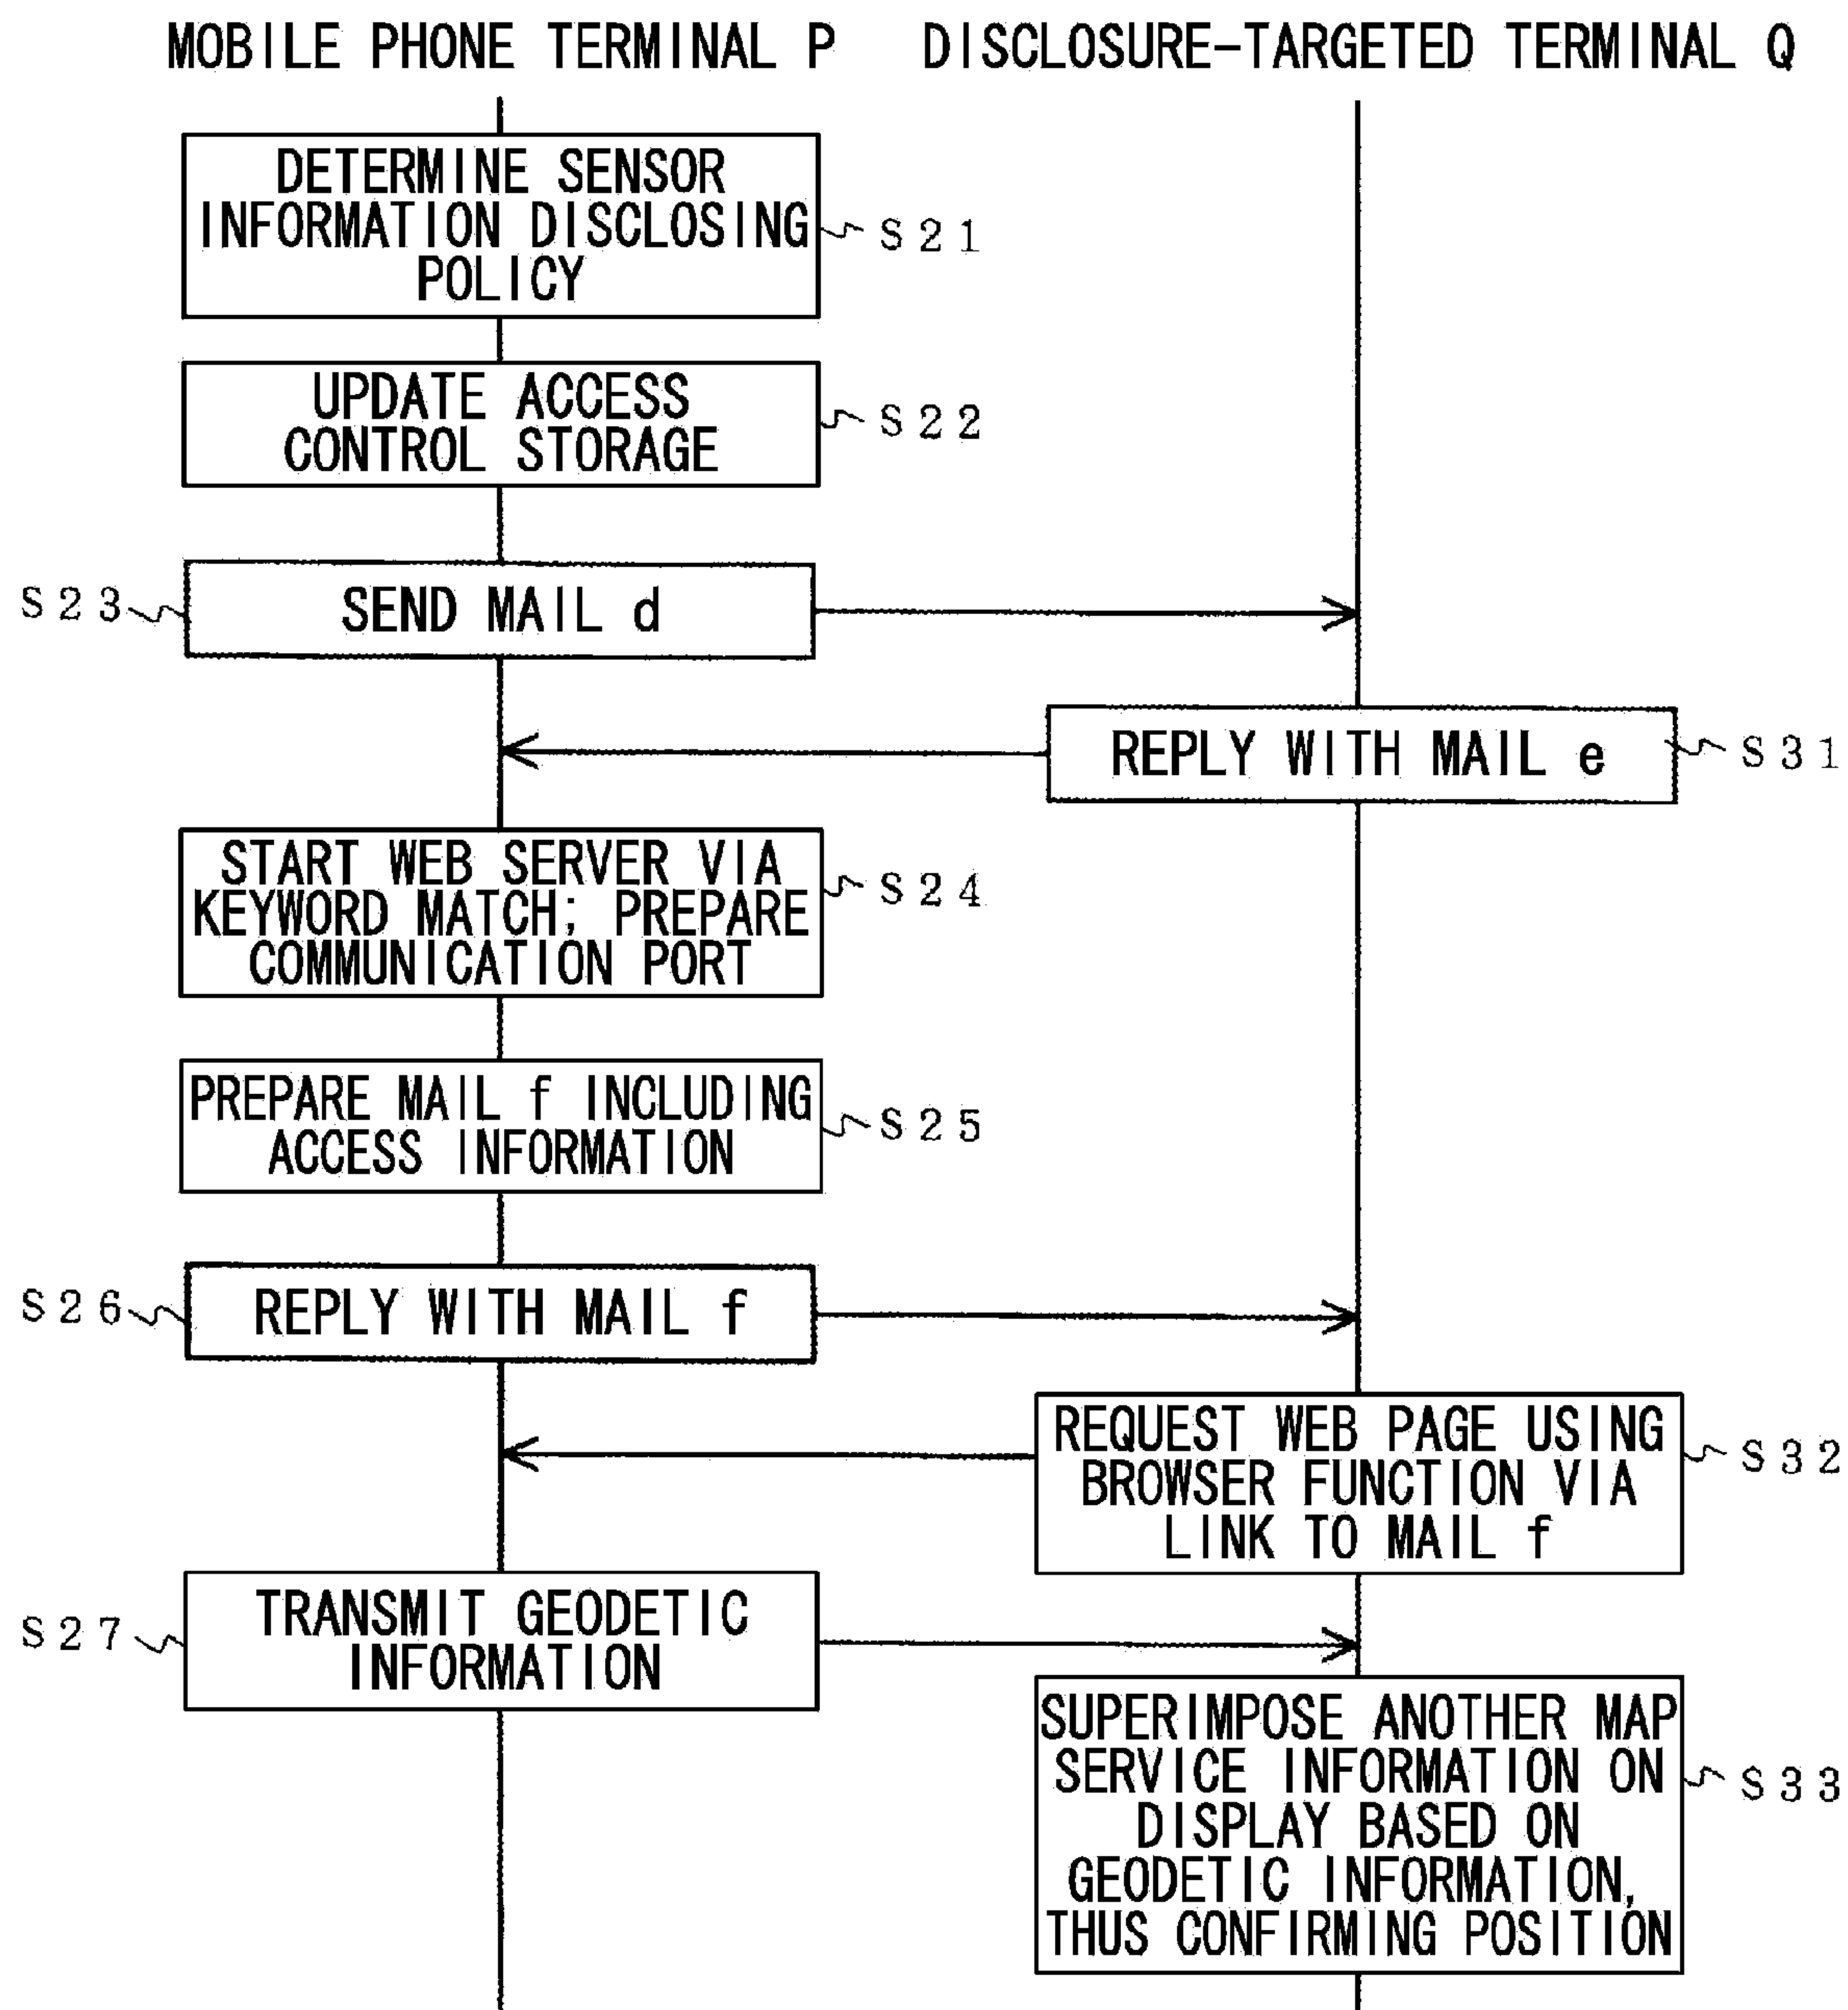 MOBILE PHONE TERMINAL P
DISCLOSURE-TARGETED TERMINAL Q
DETERMINE SENSOR
INFORMATION DISCLOSING
POLICY
S21
UPDATE ACCESS
CONTROL STORAGE
S22
S23
SEND MAIL d
REPLY WITH MAIL e
S31
START WEB SERVER VIA
KEYWORD MATCH; PREPARE
COMMUNICATION PORT
S24
PREPARE MAIL f INCLUDING
ACCESS INFORMATION
S25
S26
REPLY WITH MAIL f
REQUEST WEB PAGE USING
BROWSER FUNCTION VIA
LINK TO MAIL f
S32
S27
TRANSMIT GEODETIC
INFORMATION
SUPERIMPOSE ANOTHER MAP
SERVICE INFORMATION ON
DISPLAY BASED ON
GEODETIC INFORMATION,
THUS CONFIRMING POSITION
S33